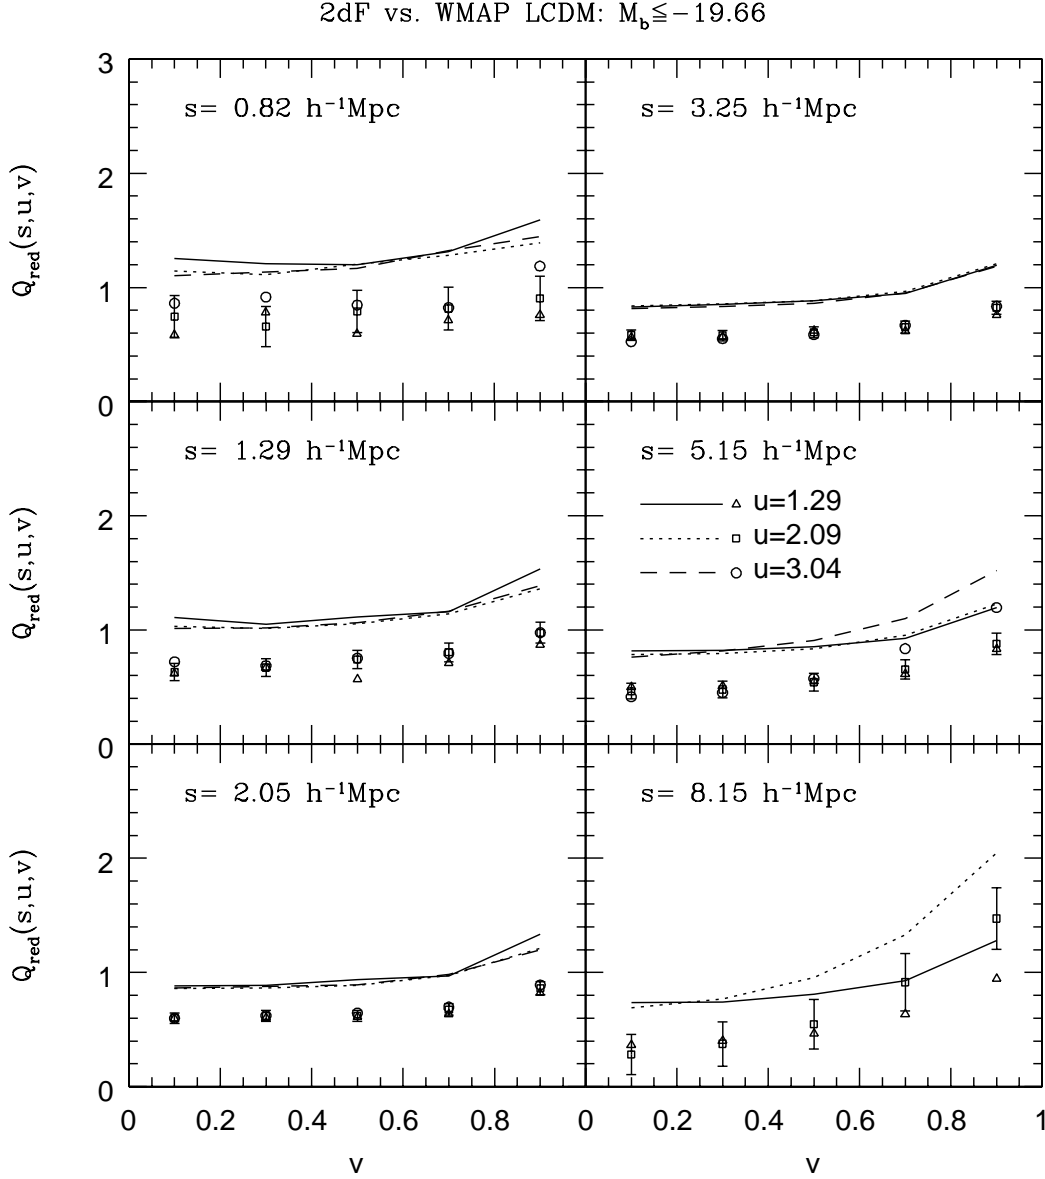 2dF vs. WMAP LCDM: M_b≦−19.66
3
s= 0.82 h⁻¹Mpc
s= 3.25 h⁻¹Mpc
2
Q_red(s,u,v)
1
0
s= 1.29 h⁻¹Mpc
s= 5.15 h⁻¹Mpc
u=1.29
2
u=2.09
u=3.04
Q_red(s,u,v)
1
0
s= 2.05 h⁻¹Mpc
s= 8.15 h⁻¹Mpc
2
Q_red(s,u,v)
1
0
0 0.2 0.4 0.6 0.8 0 0.2 0.4 0.6 0.8 1
v v